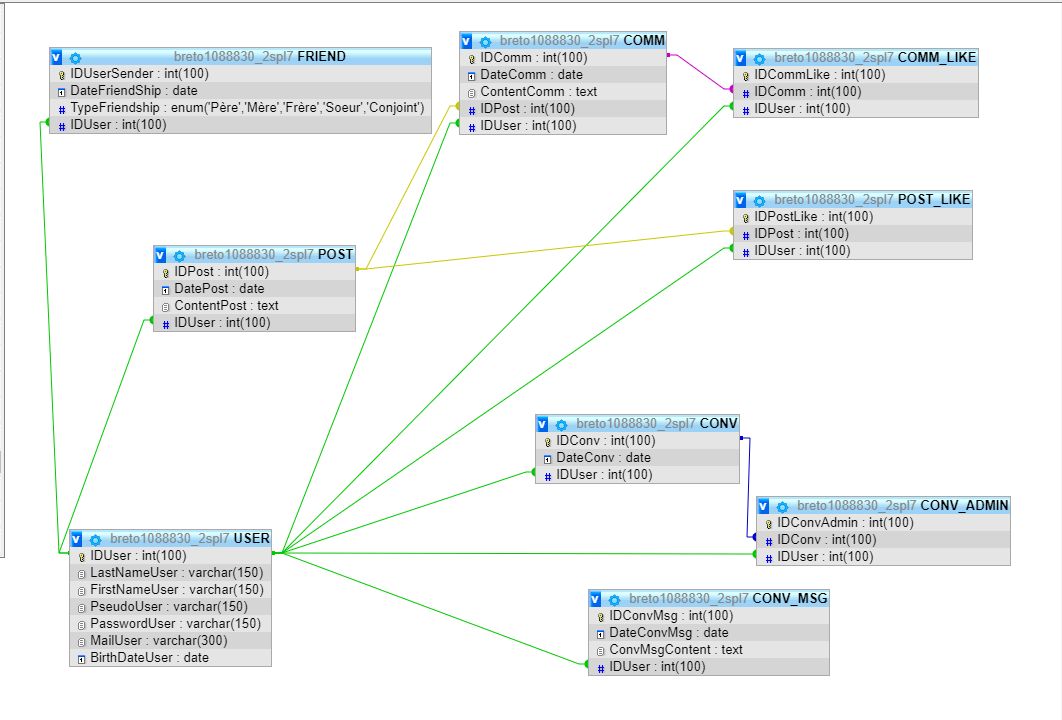 breto1088830_2spl7 FRIEND
IDUserSender : int(100)
DateFriendShip : date
TypeFriendship : enum('Père','Mère','Frère','Soeur','Conjoint')
IDUser : int(100)
breto1088830_2spl7 COMM
IDComm : int(100)
DateComm : date
ContentComm : text
IDPost : int(100)
IDUser : int(100)
breto1088830_2spl7 COMM_LIKE
IDCommLike : int(100)
IDComm : int(100)
IDUser : int(100)
breto1088830_2spl7 POST_LIKE
IDPostLike : int(100)
IDPost : int(100)
IDUser : int(100)
breto1088830_2spl7 POST
IDPost : int(100)
DatePost : date
ContentPost : text
IDUser : int(100)
breto1088830_2spl7 CONV
IDConv : int(100)
DateConv : date
IDUser : int(100)
breto1088830_2spl7 CONV_ADMIN
IDConvAdmin : int(100)
IDConv : int(100)
IDUser : int(100)
breto1088830_2spl7 USER
IDUser : int(100)
LastNameUser : varchar(150)
FirstNameUser : varchar(150)
PseudoUser : varchar(150)
PasswordUser : varchar(150)
MailUser : varchar(300)
BirthDateUser : date
breto1088830_2spl7 CONV_MSG
IDConvMsg : int(100)
DateConvMsg : date
ConvMsgContent : text
IDUser : int(100)